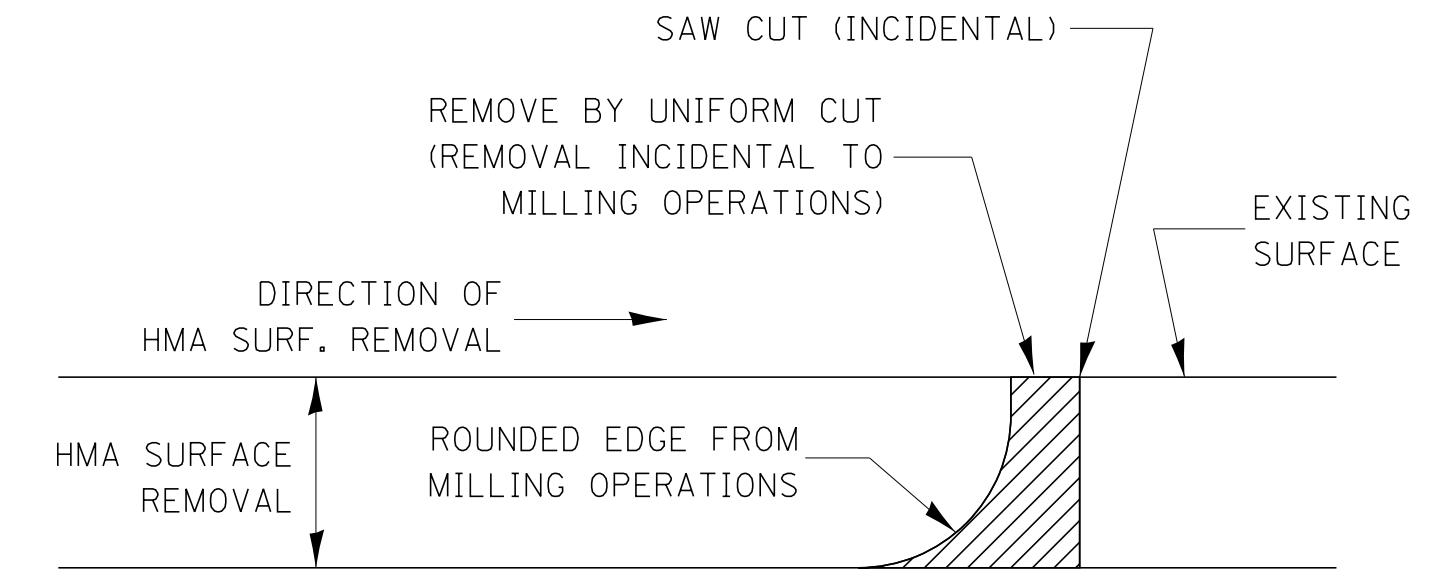 SAW CUT (INCIDENTAL)
REMOVE BY UNIFORM CUT
(REMOVAL INCIDENTAL TO
MILLING OPERATIONS)
EXISTING
SURFACE
DIRECTION OF
HMA SURF. REMOVAL
HMA SURFACE
REMOVAL
ROUNDED EDGE FROM
MILLING OPERATIONS